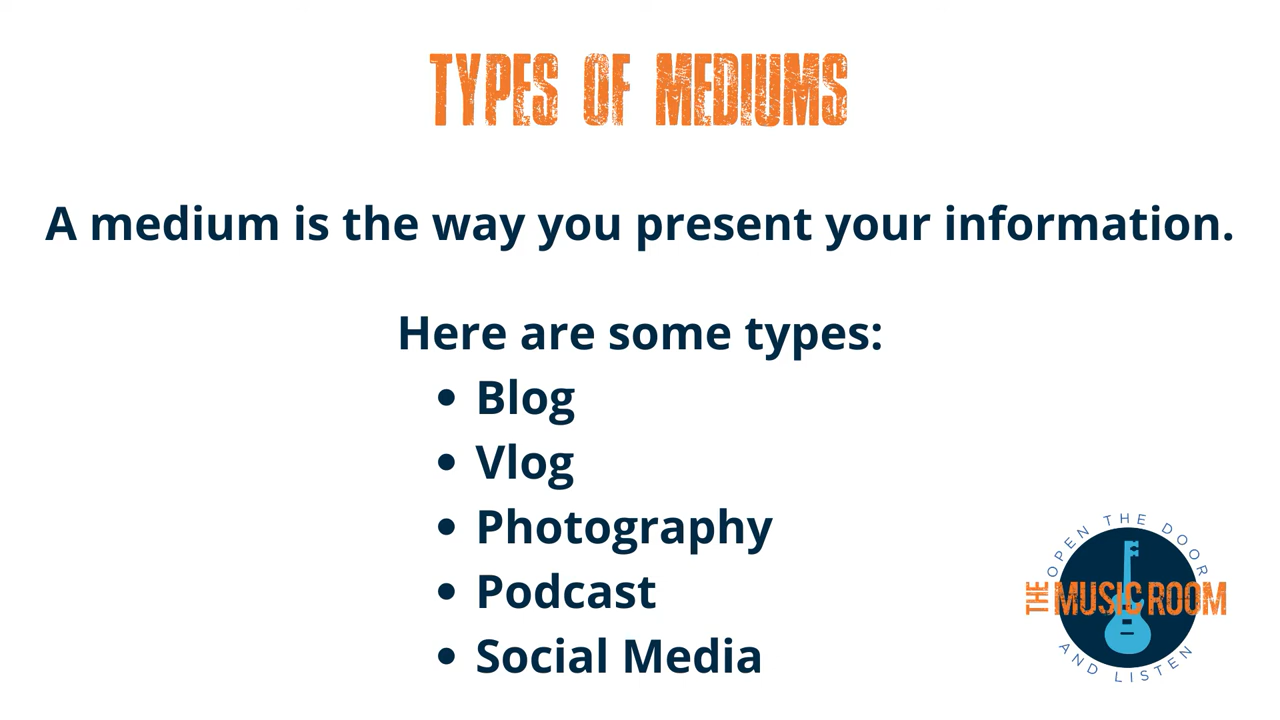 TYPES OF MEDIUMS
A medium is the way you present your information.
Here are some types:
• Blog
• Vlog
• Photography
• Podcast
• Social Media
OPEN THE DOOR
THE MUSIC ROOM
AND LISTEN